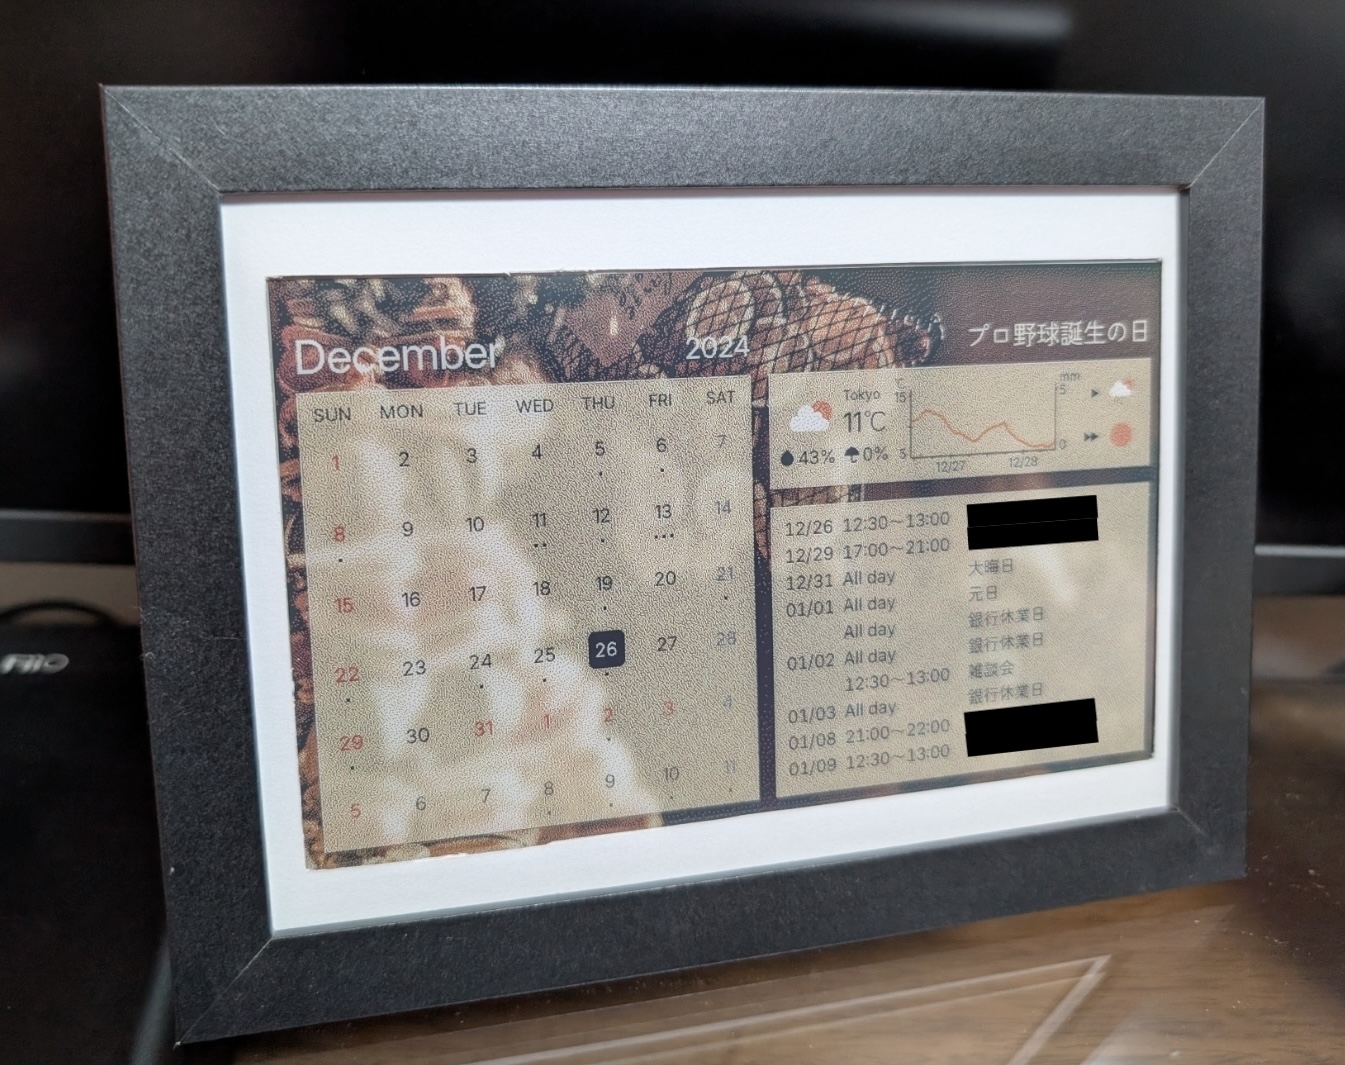 December 2024
プロ野球誕生の日
SUN MON TUE WED THU FRI SAT
1 2 3 4 5 6 7
8 9 10 11 12 13 14
15 16 17 18 19 20 21
22 23 24 25 26 27 28
29 30 31 1 2 3 4
5 6 7 8 9 10 11
Tokyo
11℃
43% 0%
℃
15
5
12/27 12/28
mm
5
0
12/26 12:30～13:00
12/29 17:00～21:00
12/31 All day 大晦日
01/01 All day 元日
All day 銀行休業日
01/02 All day 銀行休業日
12:30～13:00 雑談会
01/03 All day 銀行休業日
01/08 21:00～22:00
01/09 12:30～13:00
FiiO